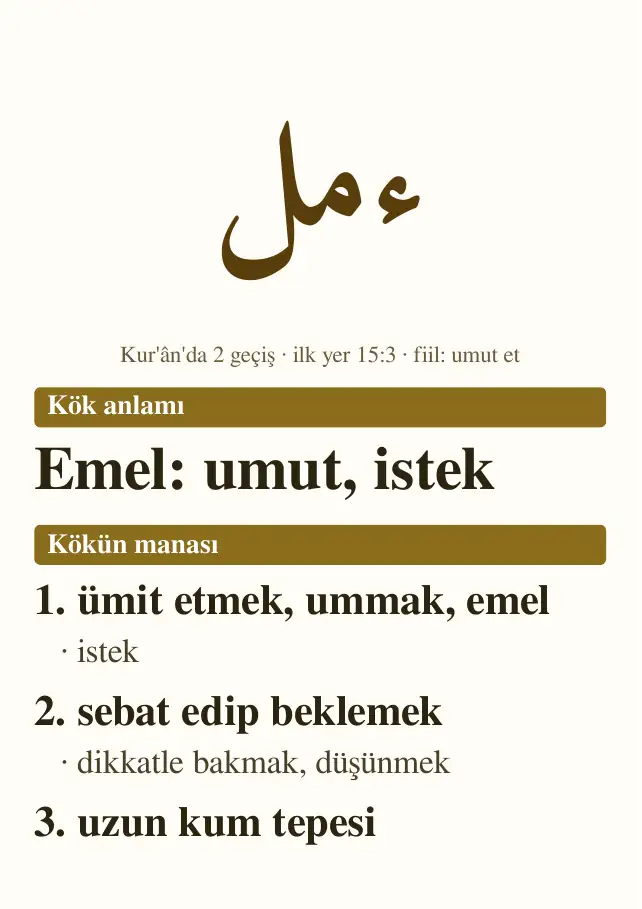 ءمل
Kur'ân'da 2 geçiş · ilk yer 15:3 · fiil: umut et
Kök anlamı
Emel: umut, istek
Kökün manası
1. ümit etmek, ummak, emel
· istek
2. sebat edip beklemek
· dikkatle bakmak, düşünmek
3. uzun kum tepesi